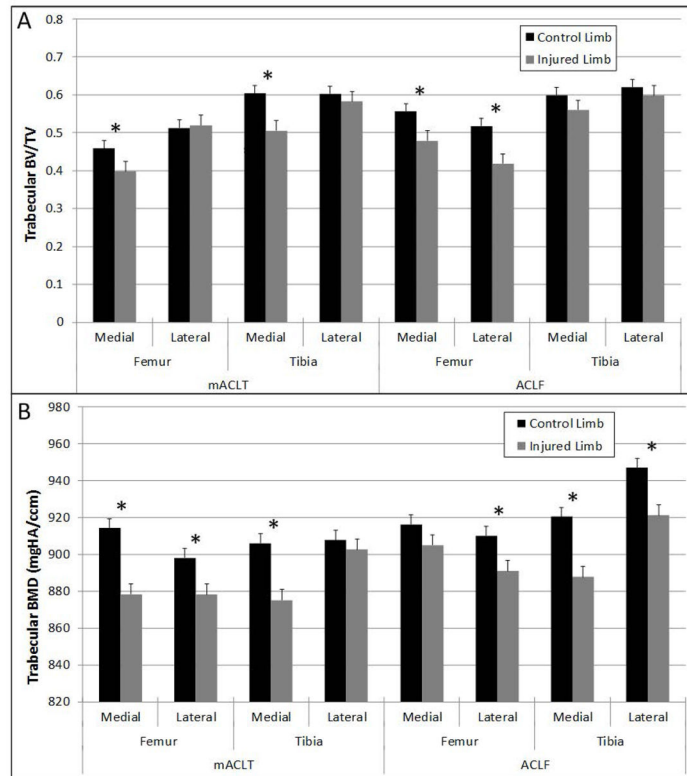 A
0.8
Control Limb
Injured Limb
0.7
0.6
0.5
0.4
0.3
0.2
0.1
0
Trabecular BV/TV
* * * *
Medial Lateral Medial Lateral Medial Lateral Medial Lateral
Femur Tibia Femur Tibia
mACLT ACLF
B
980
Control Limb
Injured Limb
960
940
920
900
880
860
840
820
Trabecular BMD (mgHA/ccm)
* * * * * *
Medial Lateral Medial Lateral Medial Lateral Medial Lateral
Femur Tibia Femur Tibia
mACLT ACLF